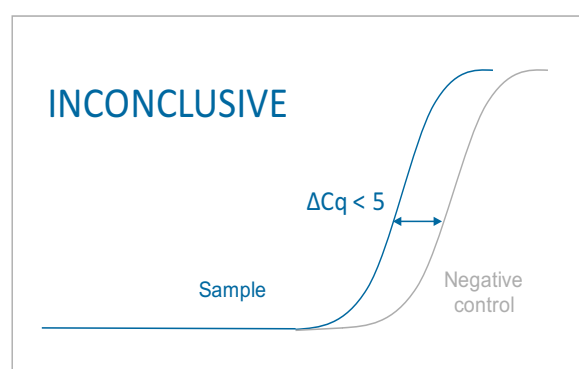 INCONCLUSIVE
ΔCq < 5
Sample
Negative
control